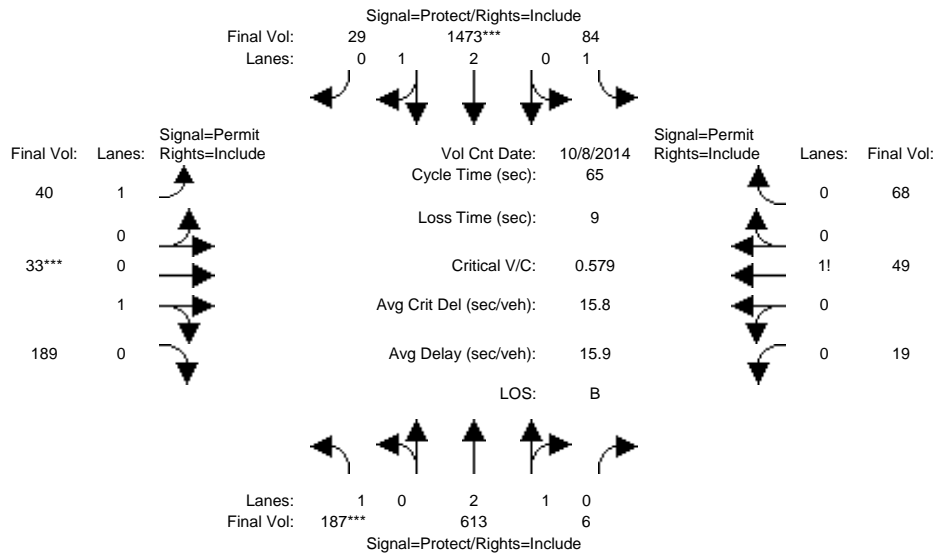 Signal=Protect/Rights=Include
Final Vol: 29 1473*** 84
Lanes: 0 1 2 0 1
Signal=Permit Signal=Permit
Final Vol: Lanes: Rights=Include Vol Cnt Date: 10/8/2014 Rights=Include Lanes: Final Vol:
Cycle Time (sec): 65
40 1 0 68
Loss Time (sec): 9
0 0
33*** 0 Critical V/C: 0.579 1! 49
1 Avg Crit Del (sec/veh): 15.8 0
189 0 Avg Delay (sec/veh): 15.9 0 19
LOS: B
Lanes: 1 0 2 1 0
Final Vol: 187*** 613 6
Signal=Protect/Rights=Include